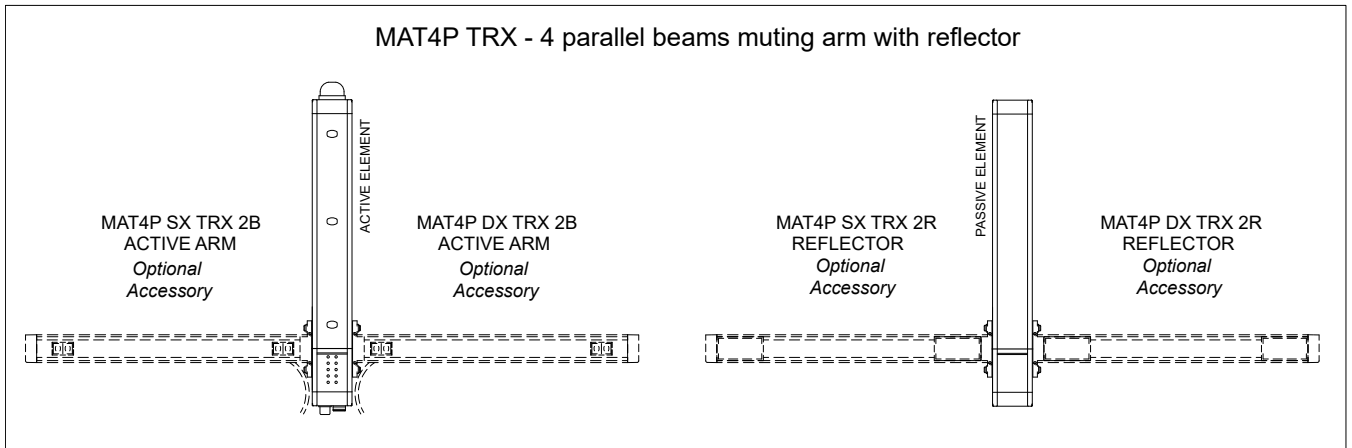 MAT4P TRX - 4 parallel beams muting arm with reflector
MAT4P SX TRX 2B
ACTIVE ARM
Optional
Accessory
ACTIVE ELEMENT
MAT4P DX TRX 2B
ACTIVE ARM
Optional
Accessory
MAT4P SX TRX 2R
REFLECTOR
Optional
Accessory
PASSIVE ELEMENT
MAT4P DX TRX 2R
REFLECTOR
Optional
Accessory